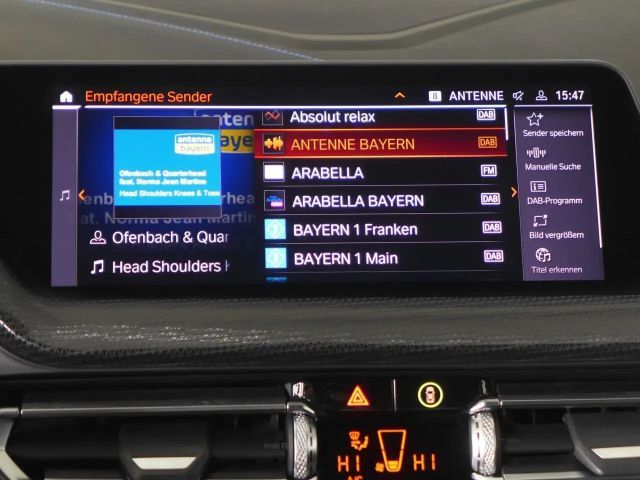 Empfangene Sender
8 ANTENNE 15:47
antenne bayern
Ofenbach & Quarterhead
feat. Norma Jean Martine
Head Shoulders Knees & Toes
Ofenbach & Quar
Head Shoulders
Absolut relax DAB
ANTENNE BAYERN DAB
ARABELLA FM
ARABELLA BAYERN DAB
BAYERN 1 Franken DAB
BAYERN 1 Main DAB
Sender speichern
Manuelle Suche
DAB-Programm
Bild vergrößern
Titel erkennen
HI HI
A/C